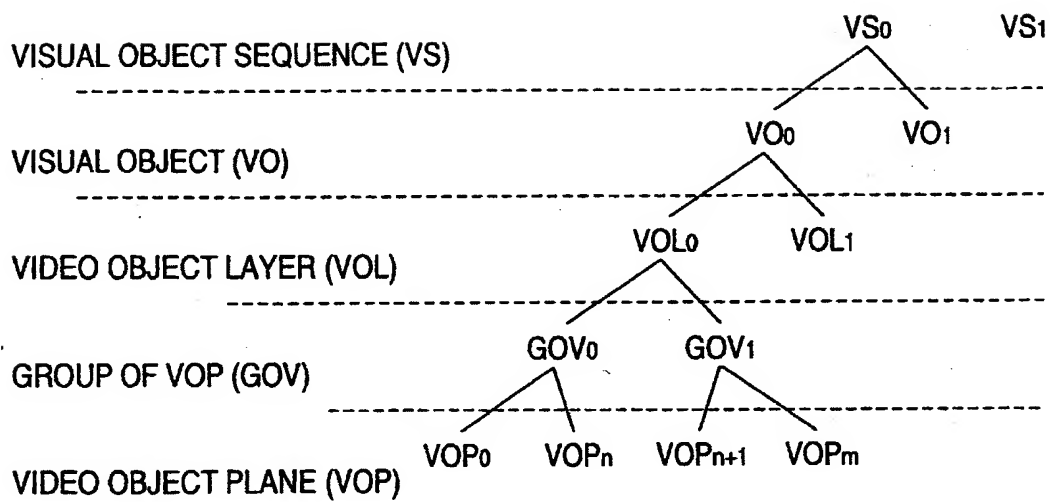 VS0 VS1
VISUAL OBJECT SEQUENCE (VS)
VO0 VO1
VISUAL OBJECT (VO)
VOL0 VOL1
VIDEO OBJECT LAYER (VOL)
GOV0 GOV1
GROUP OF VOP (GOV)
VOP0 VOPn VOPn+1 VOPm
VIDEO OBJECT PLANE (VOP)